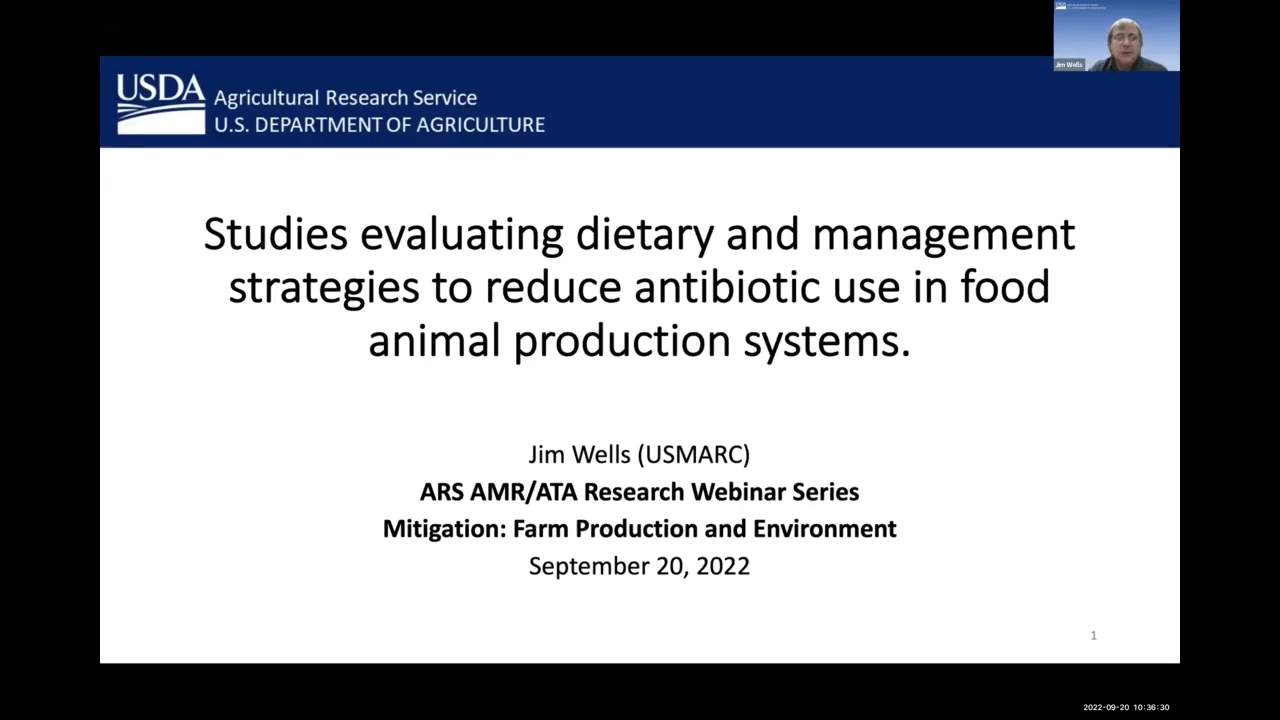 Jim Wells
USDA
Agricultural Research Service
U.S. DEPARTMENT OF AGRICULTURE
Studies evaluating dietary and management
strategies to reduce antibiotic use in food
animal production systems.
Jim Wells (USMARC)
ARS AMR/ATA Research Webinar Series
Mitigation: Farm Production and Environment
September 20, 2022
1
2022-09-20 10:36:30